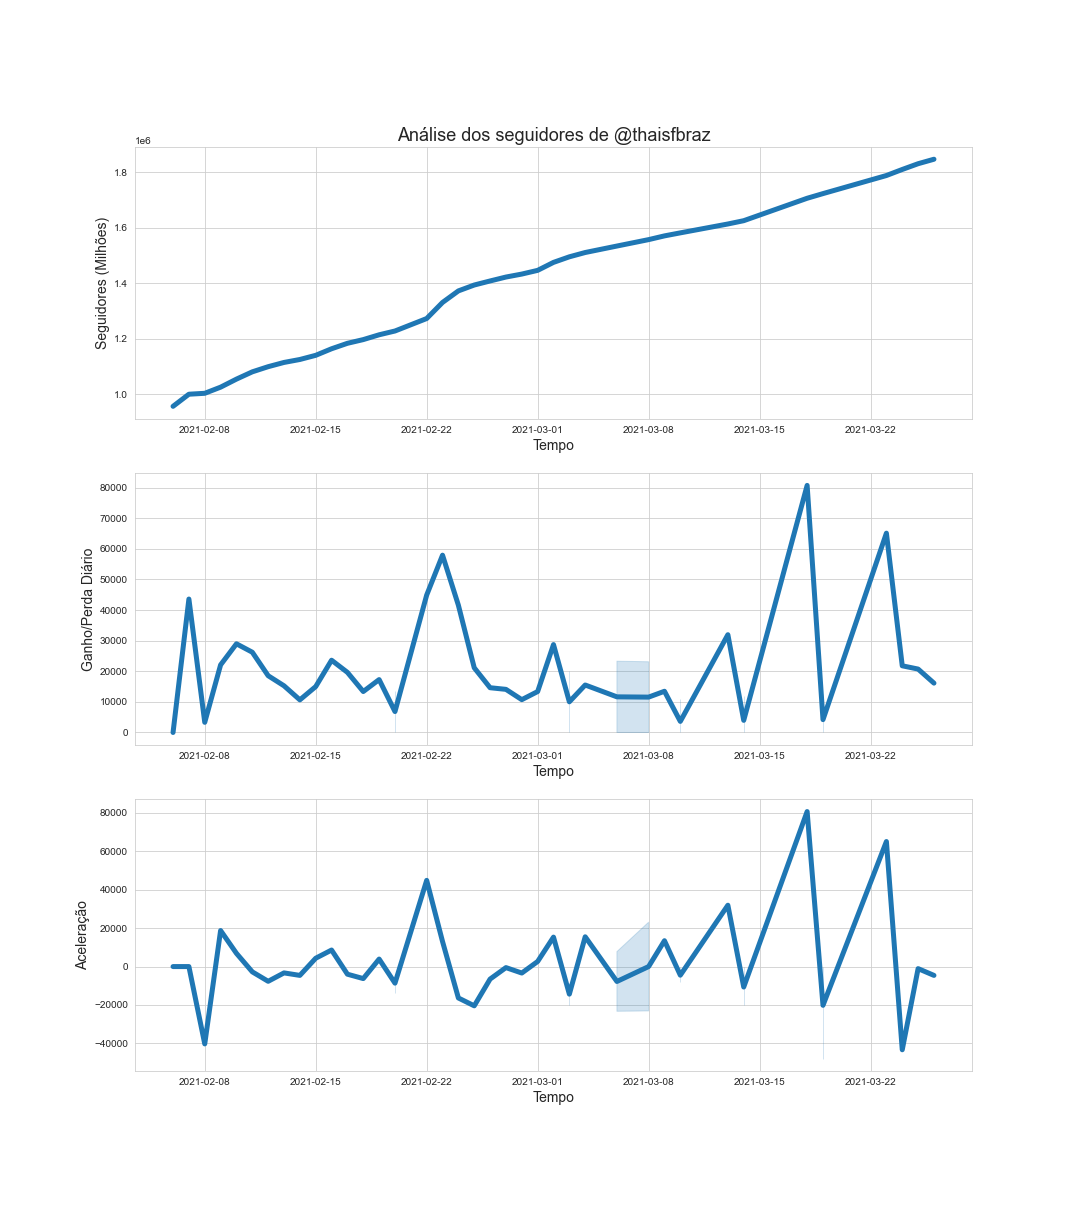 Análise dos seguidores de @thaisfbraz
1e6
1.8
1.6
1.4
1.2
1.0
Seguidores (Milhões)
2021-02-08 2021-02-15 2021-02-22 2021-03-01 2021-03-08 2021-03-15 2021-03-22
Tempo
80000
70000
60000
50000
40000
30000
20000
10000
0
Ganho/Perda Diário
2021-02-08 2021-02-15 2021-02-22 2021-03-01 2021-03-08 2021-03-15 2021-03-22
Tempo
80000
60000
40000
20000
0
−20000
−40000
Aceleração
2021-02-08 2021-02-15 2021-02-22 2021-03-01 2021-03-08 2021-03-15 2021-03-22
Tempo